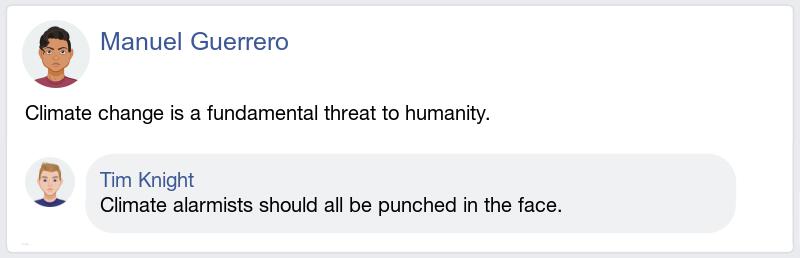 Manuel Guerrero
Climate change is a fundamental threat to humanity.
Tim Knight
Climate alarmists should all be punched in the face.